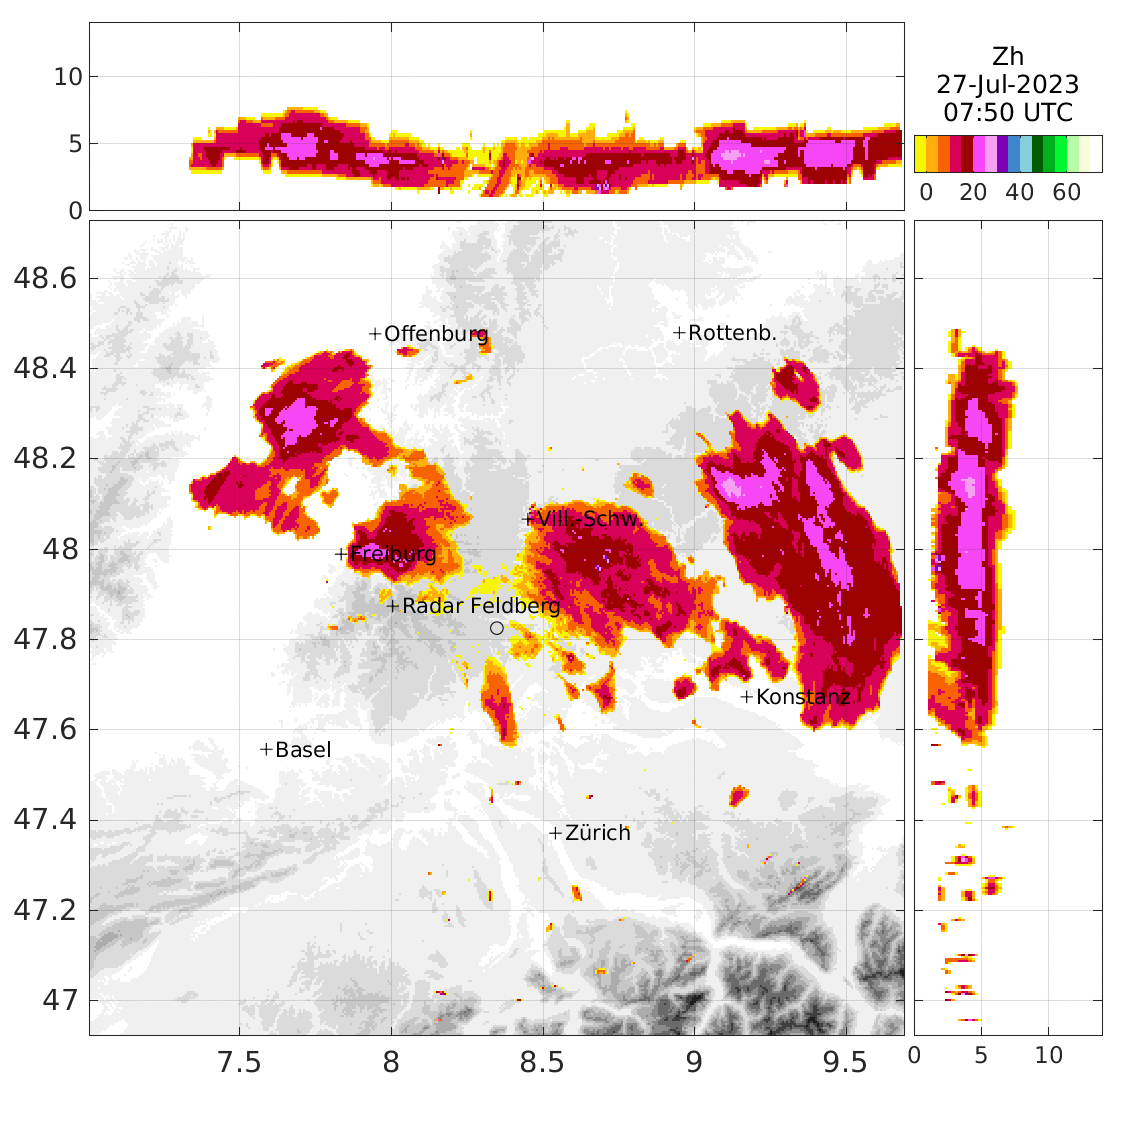 10
5
0
Zh
27-Jul-2023
07:50 UTC
0 20 40 60
48.6
48.4
48.2
48
47.8
47.6
47.4
47.2
47
+Offenburg
+Rottenb.
+Vill.-Schw.
+Freiburg
+Radar Feldberg
+Konstanz
+Basel
+Zürich
7.5 8 8.5 9 9.5
0 5 10